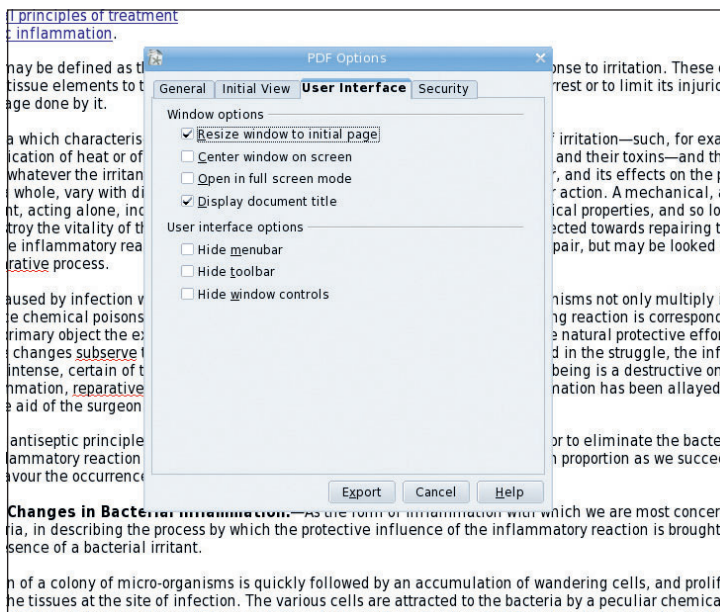 l principles of treatment
c inflammation.
may be defined as th
tissue elements to t
age done by it.
a which characteris
ication of heat or of
whatever the irritan
whole, vary with di
nt, acting alone, ind
troy the vitality of th
e inflammatory rea
rative process.
aused by infection w
e chemical poisons
primary object the ex
changes subserve t
intense, certain of t
mmation, reparative
e aid of the surgeon
antiseptic principle
lammatory reaction
avour the occurrence
PDF Options
General
Initial View
User Interface
Security
Window options
Resize window to initial page
Center window on screen
Open in full screen mode
Display document title
User interface options
Hide menubar
Hide toolbar
Hide window controls
Export
Cancel
Help
onse to irritation. These
rrest or to limit its injurio
f irritation—such, for exa
and their toxins—and th
r, and its effects on the p
r action. A mechanical, a
ical properties, and so lo
ected towards repairing t
pair, but may be looked
nisms not only multiply i
ng reaction is correspond
e natural protective effor
d in the struggle, the inf
being is a destructive on
mation has been allayed
or to eliminate the bacte
n proportion as we succe
Changes in Bacterial Inflammation.—As the form of inflammation with which we are most concer
ria, in describing the process by which the protective influence of the inflammatory reaction is brought
sence of a bacterial irritant.
n of a colony of micro-organisms is quickly followed by an accumulation of wandering cells, and prolif
he tissues at the site of infection. The various cells are attracted to the bacteria by a peculiar chemica